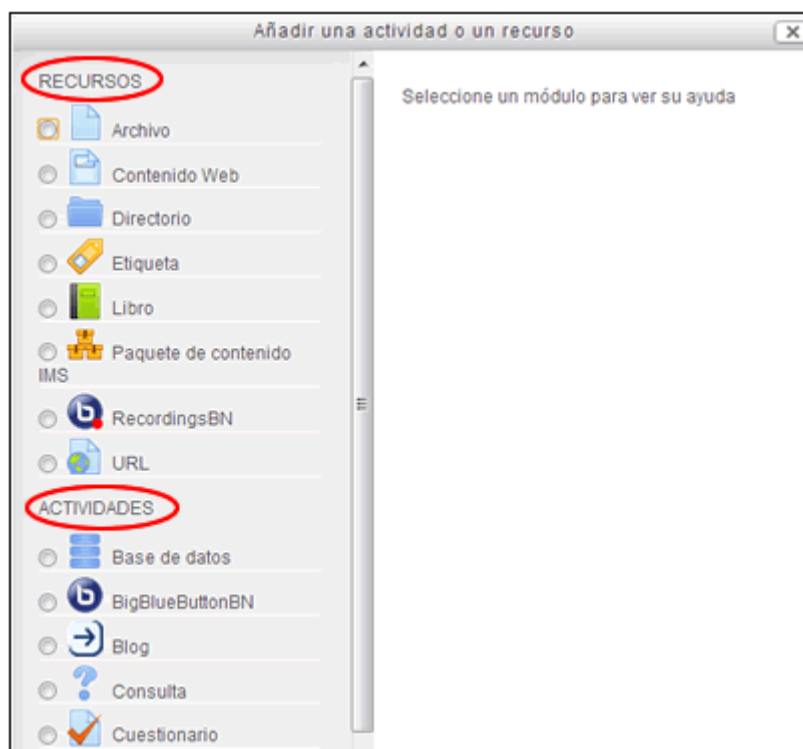 Añadir una actividad o un recurso
RECURSOS
Archivo
Contenido Web
Directorio
Etiqueta
Libro
Paquete de contenido
IMS
RecordingsBN
URL
ACTIVIDADES
Base de datos
BigBlueButtonBN
Blog
Consulta
Cuestionario
Seleccione un módulo para ver su ayuda